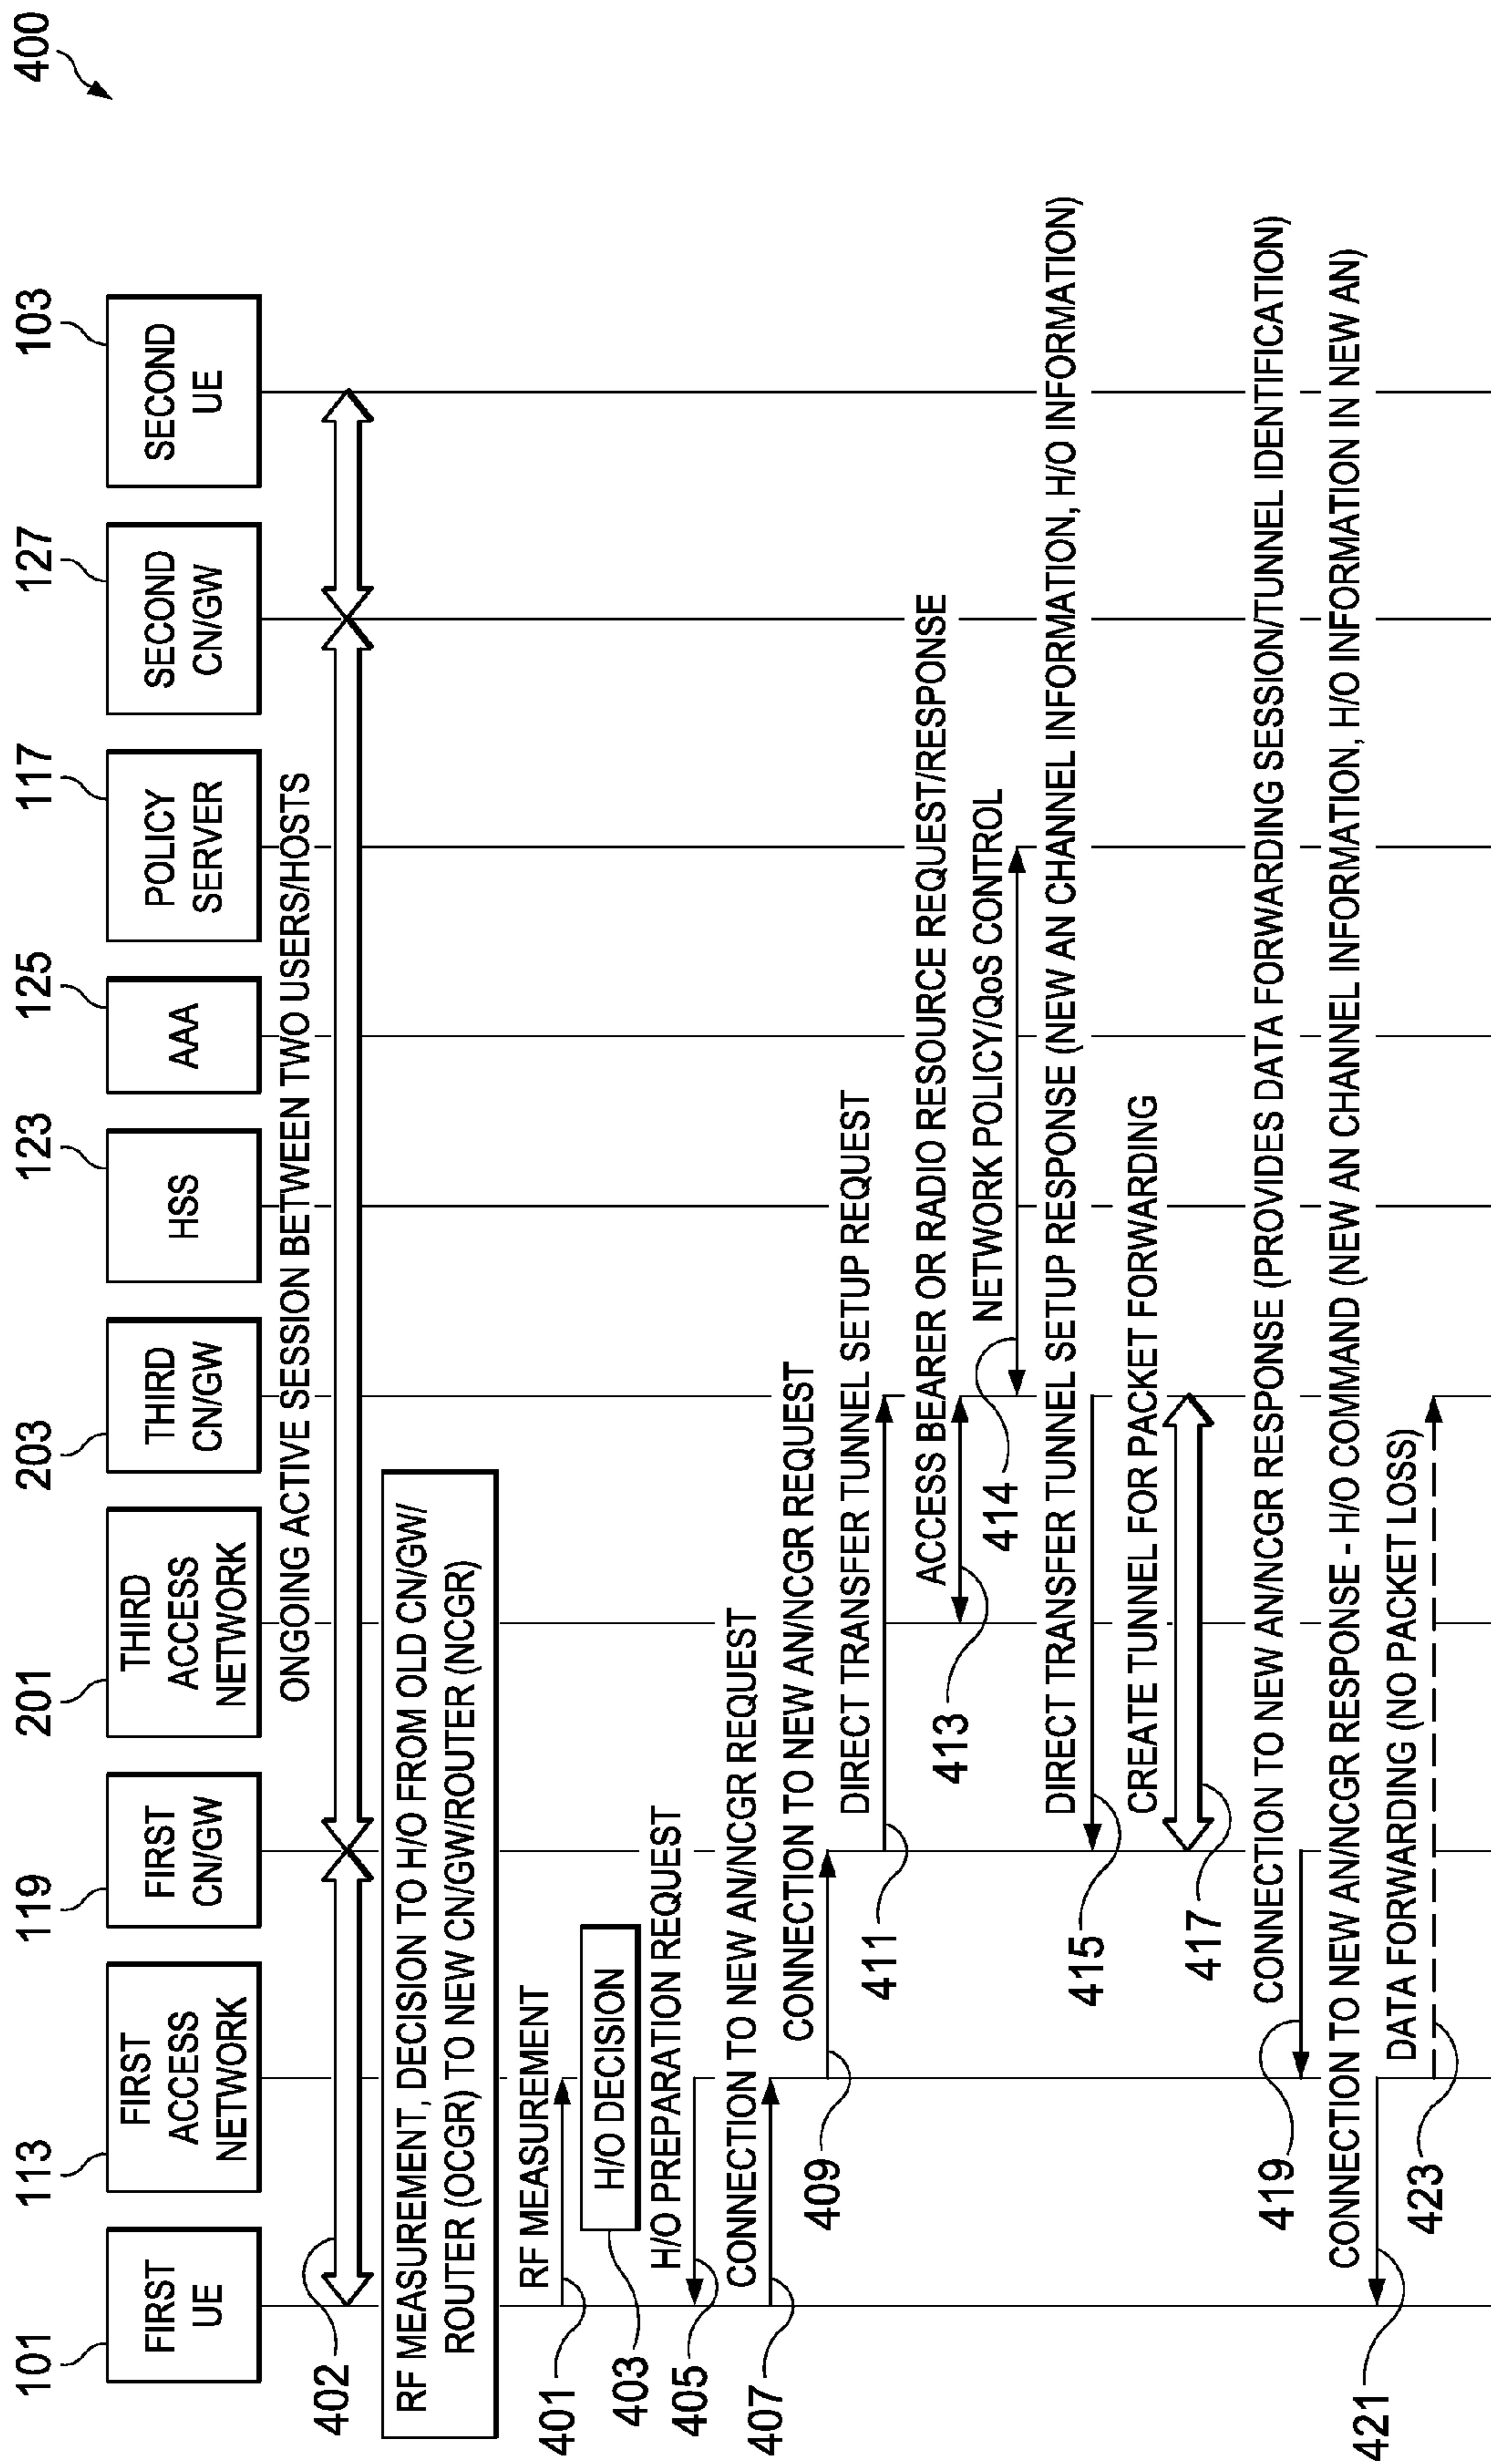 400
101
113
119
201
203
123
125
117
127
103
FIRST
UE
FIRST
ACCESS
NETWORK
FIRST
CN/GW
THIRD
ACCESS
NETWORK
THIRD
CN/GW
HSS
AAA
POLICY
SERVER
SECOND
CN/GW
SECOND
UE
ONGOING ACTIVE SESSION BETWEEN TWO USERS/HOSTS
402
RF MEASUREMENT, DECISION TO H/O FROM OLD CN/GW/
ROUTER (OCGR) TO NEW CN/GW/ROUTER (NCGR)
RF MEASUREMENT
401
H/O DECISION
403
H/O PREPARATION REQUEST
405
CONNECTION TO NEW AN/NCGR REQUEST
407
CONNECTION TO NEW AN/NCGR REQUEST
409
DIRECT TRANSFER TUNNEL SETUP REQUEST
411
ACCESS BEARER OR RADIO RESOURCE REQUEST/RESPONSE
413
NETWORK POLICY/QoS CONTROL
414
DIRECT TRANSFER TUNNEL SETUP RESPONSE (NEW AN CHANNEL INFORMATION, H/O INFORMATION)
415
CREATE TUNNEL FOR PACKET FORWARDING
417
CONNECTION TO NEW AN/NCGR RESPONSE (PROVIDES DATA FORWARDING SESSION/TUNNEL IDENTIFICATION)
419
CONNECTION TO NEW AN/NCGR RESPONSE - H/O COMMAND (NEW AN CHANNEL INFORMATION, H/O INFORMATION IN NEW AN)
421
DATA FORWARDING (NO PACKET LOSS)
423